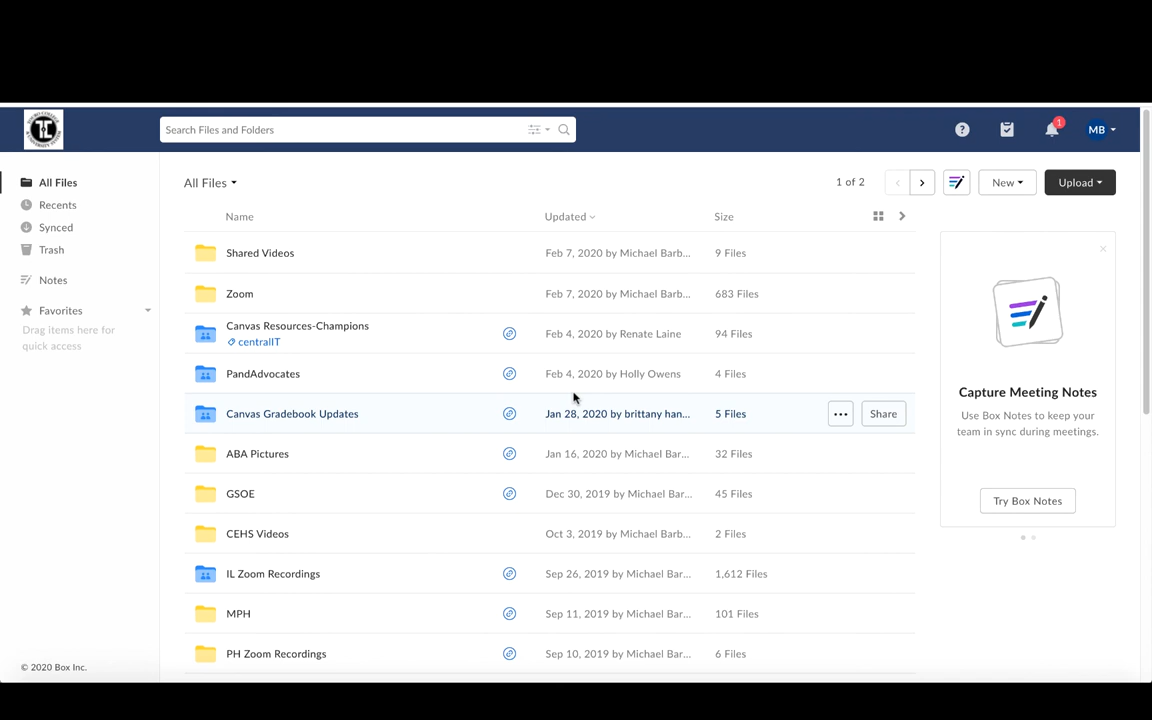 Search Files and Folders
1
MB
All Files
Recents
Synced
Trash
Notes
Favorites
Drag items here for
quick access
© 2020 Box Inc.
All Files
1 of 2
New
Upload
Name Updated Size
Shared Videos Feb 7, 2020 by Michael Barb... 9 Files
Zoom Feb 7, 2020 by Michael Barb... 683 Files
Canvas Resources-Champions Feb 4, 2020 by Renate Laine 94 Files
centralIT
PandAdvocates Feb 4, 2020 by Holly Owens 4 Files
Canvas Gradebook Updates Jan 28, 2020 by brittany han... 5 Files Share
ABA Pictures Jan 16, 2020 by Michael Bar... 32 Files
GSOE Dec 30, 2019 by Michael Bar... 45 Files
CEHS Videos Oct 3, 2019 by Michael Barb... 2 Files
IL Zoom Recordings Sep 26, 2019 by Michael Bar... 1,612 Files
MPH Sep 11, 2019 by Michael Bar... 101 Files
PH Zoom Recordings Sep 10, 2019 by Michael Bar... 6 Files
Capture Meeting Notes
Use Box Notes to keep your
team in sync during meetings.
Try Box Notes